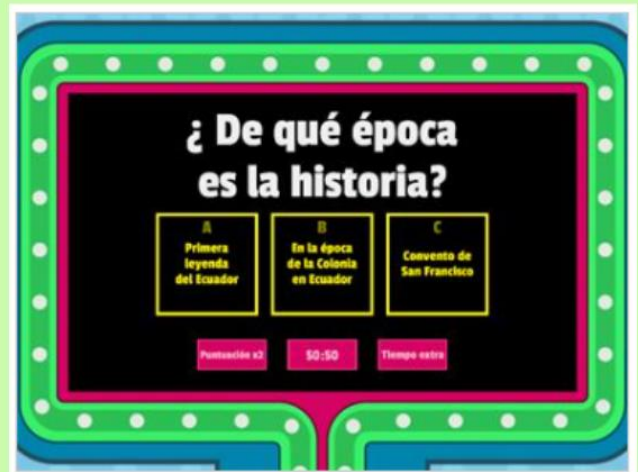 ¿ De qué época
es la historia?
A
Primera
leyenda
del Ecuador
B
En la época
de la Colonia
en Ecuador
C
Convento de
San Francisco
Puntuación x2
50:50
Tiempo extra